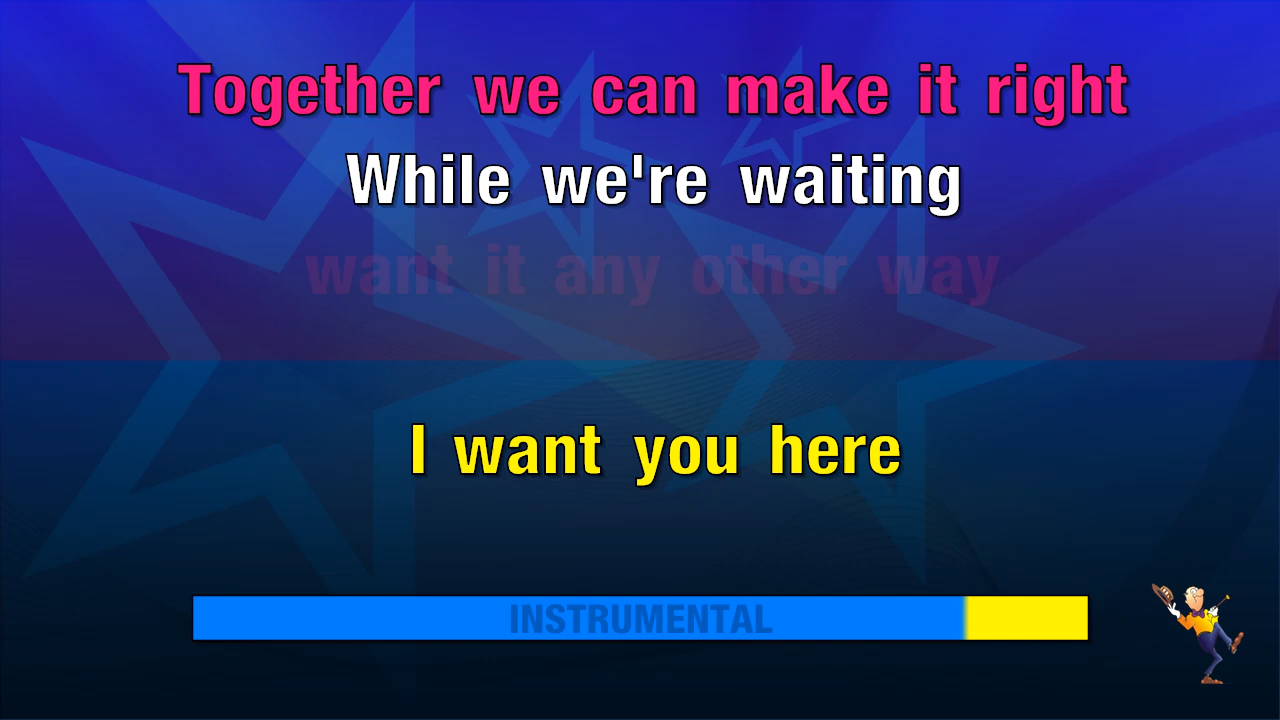 Together we can make it right
While we're waiting
want it any other way
I want you here
INSTRUMENTAL